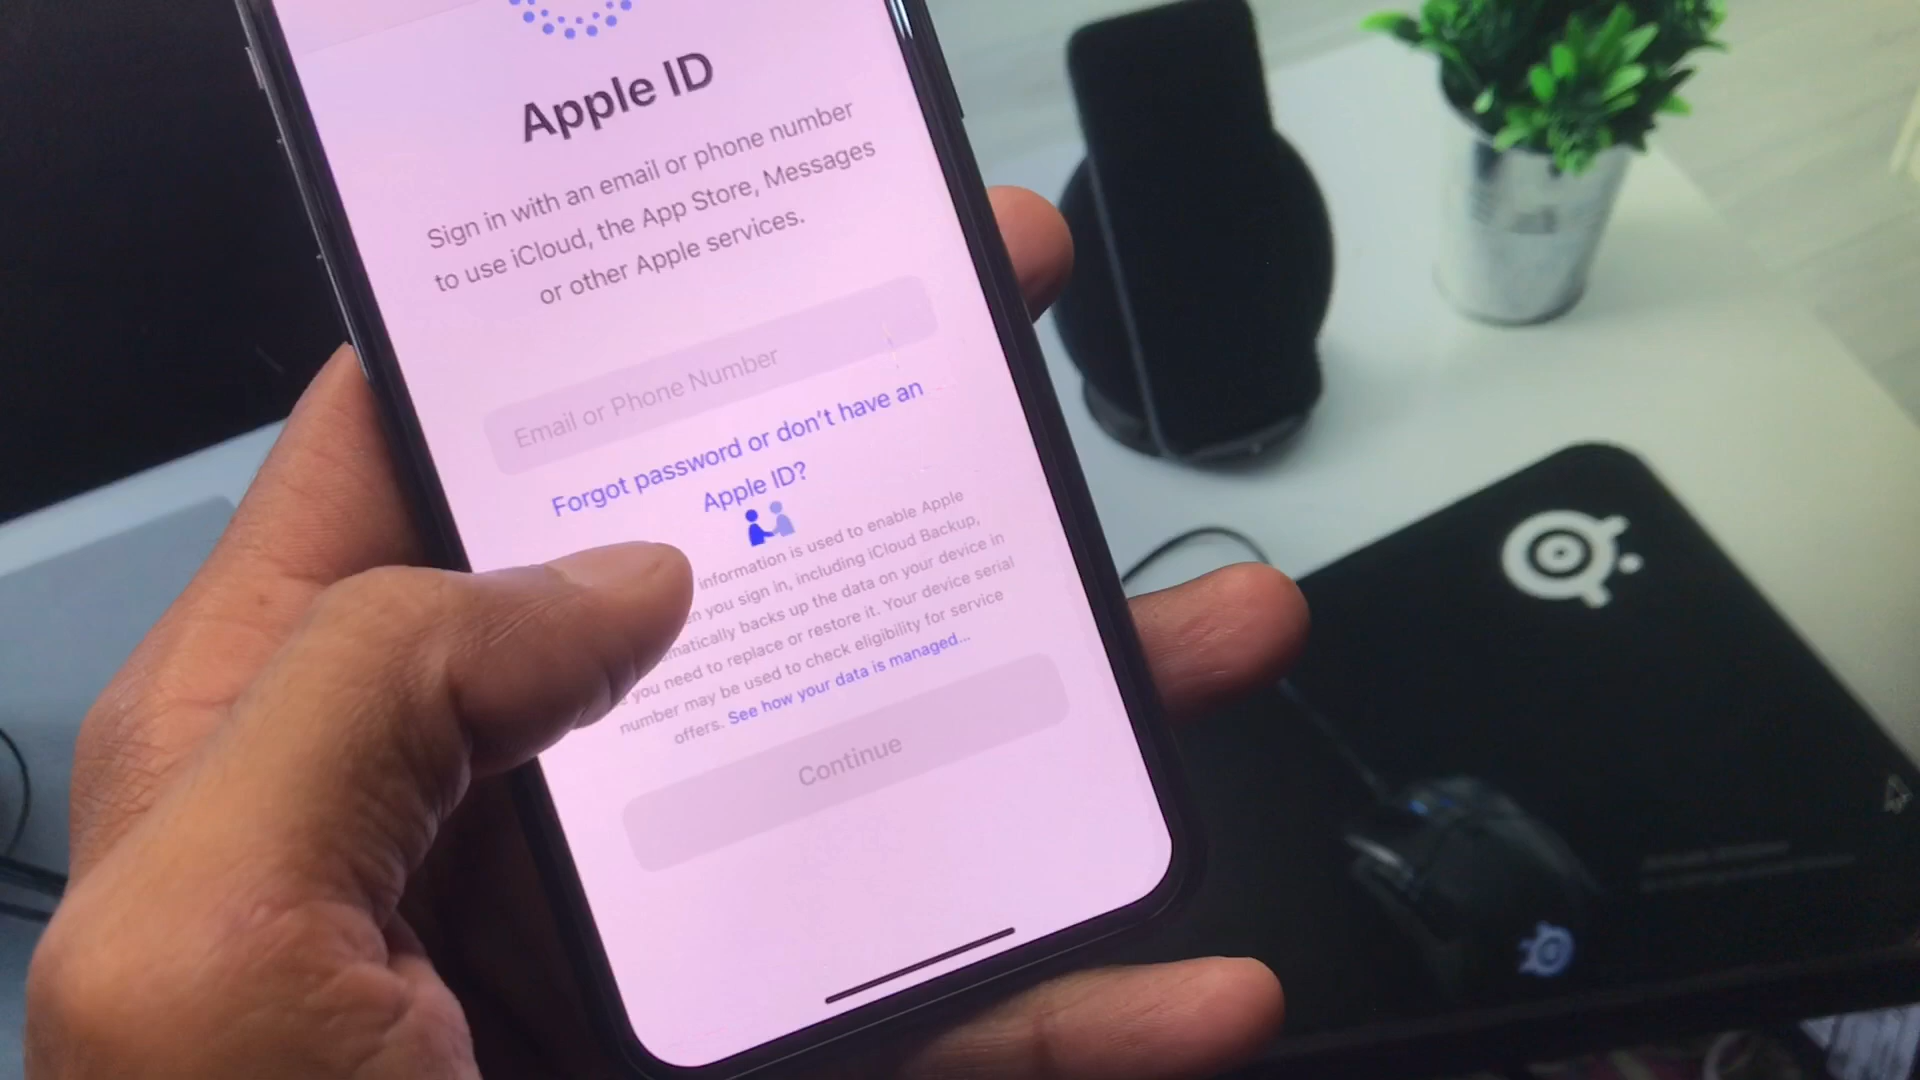 Apple ID
Sign in with an email or phone number
to use iCloud, the App Store, Messages
or other Apple services.
Email or Phone Number
Forgot password or don't have an
Apple ID?
information is used to enable Apple
you sign in, including iCloud Backup,
backs up the data on your device in
you need to replace or restore it. Your device serial
number may be used to check eligibility for service
offers. See how your data is managed...
Continue